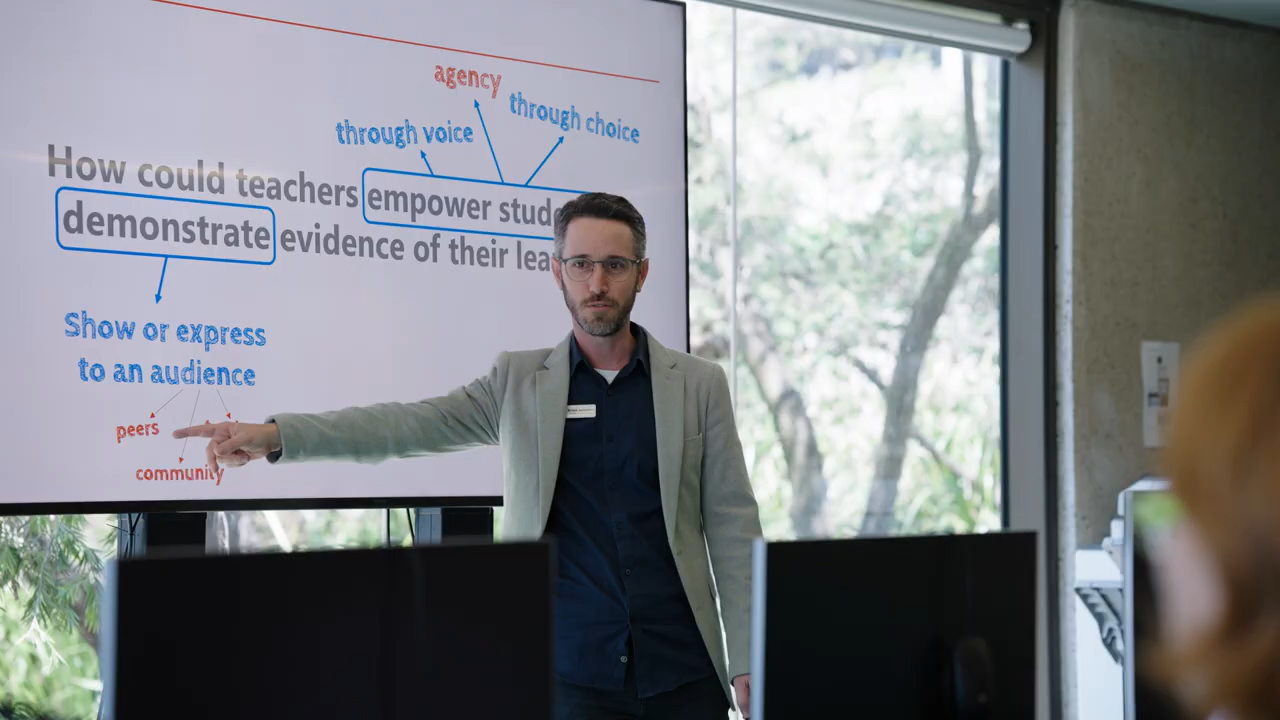 agency
through choice
through voice
How could teachers empower stud
demonstrate evidence of their lea
Show or express
to an audience
peers
community